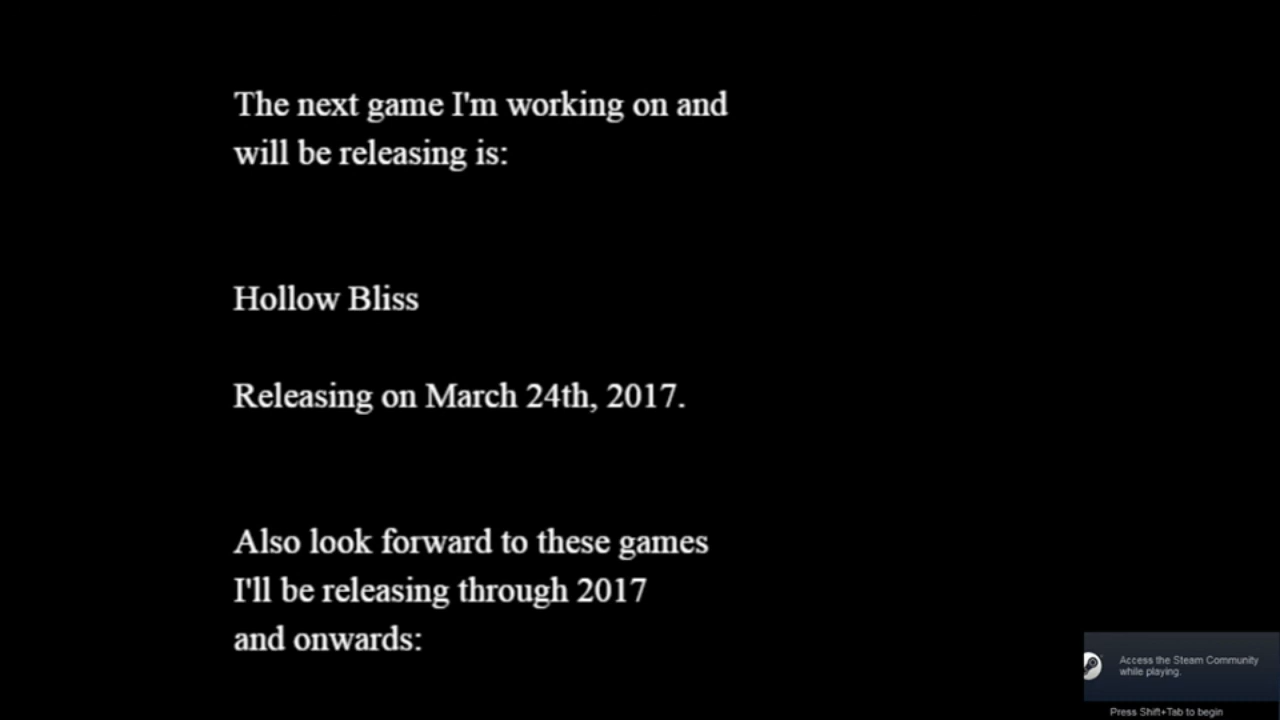 The next game I'm working on and
will be releasing is:
Hollow Bliss
Releasing on March 24th, 2017.
Also look forward to these games
I'll be releasing through 2017
and onwards:
Access the Steam Community
while playing.
Press Shift+Tab to begin